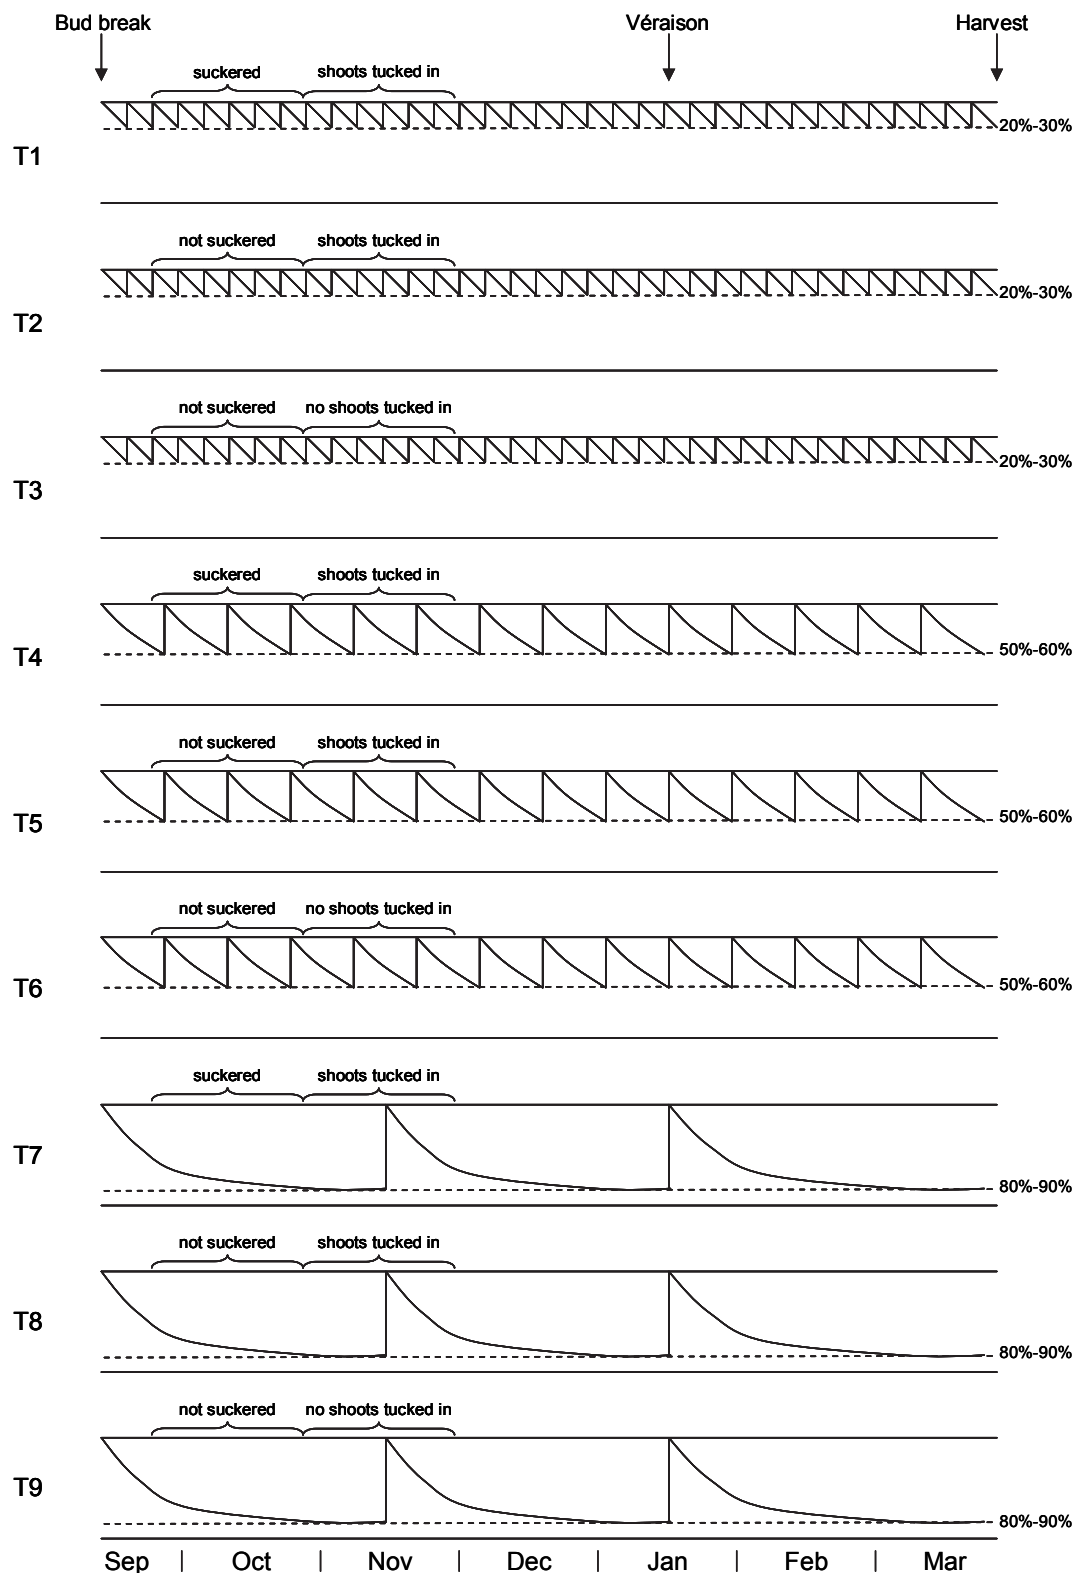 Bud break Véraison Harvest
suckered shoots tucked in
20%-30%
T1
not suckered shoots tucked in
20%-30%
T2
not suckered no shoots tucked in
20%-30%
T3
suckered shoots tucked in
50%-60%
T4
not suckered shoots tucked in
50%-60%
T5
not suckered no shoots tucked in
50%-60%
T6
suckered shoots tucked in
T7
80%-90%
not suckered shoots tucked in
T8
80%-90%
not suckered no shoots tucked in
T9
80%-90%
Sep | Oct | Nov | Dec | Jan | Feb | Mar